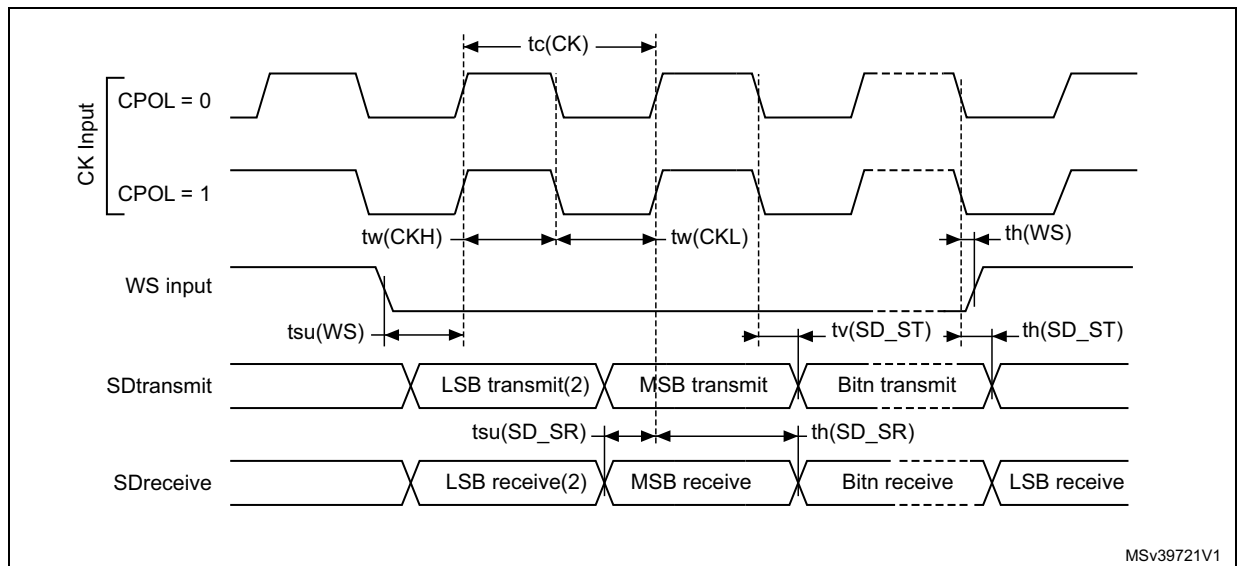 tc(CK)
CK Input
CPOL = 0
CPOL = 1
tw(CKH)
tw(CKL)
th(WS)
WS input
tsu(WS)
tv(SD_ST)
th(SD_ST)
SDtransmit
LSB transmit(2)
MSB transmit
Bitn transmit
tsu(SD_SR)
th(SD_SR)
SDreceive
LSB receive(2)
MSB receive
Bitn receive
LSB receive
MSv39721V1